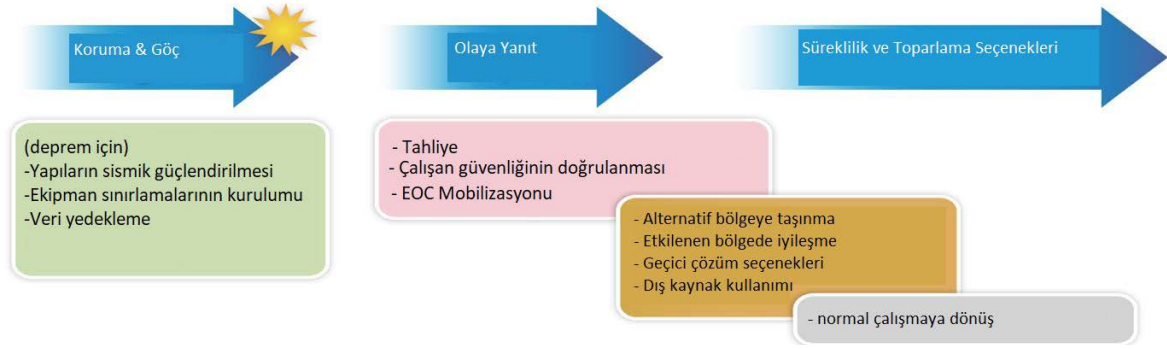 Koruma & Göç
Olaya Yanıt
Süreklilik ve Toparlama Seçenekleri
(deprem için)
-Yapıların sismik güçlendirilmesi
-Ekipman sınırlamalarının kurulumu
-Veri yedekleme
- Tahliye
- Çalışan güvenliğinin doğrulanması
- EOC Mobilizasyonu
- Alternatif bölgeye taşınma
- Etkilenen bölgede iyileşme
- Geçici çözüm seçenekleri
- Dış kaynak kullanımı
- normal çalışmaya dönüş